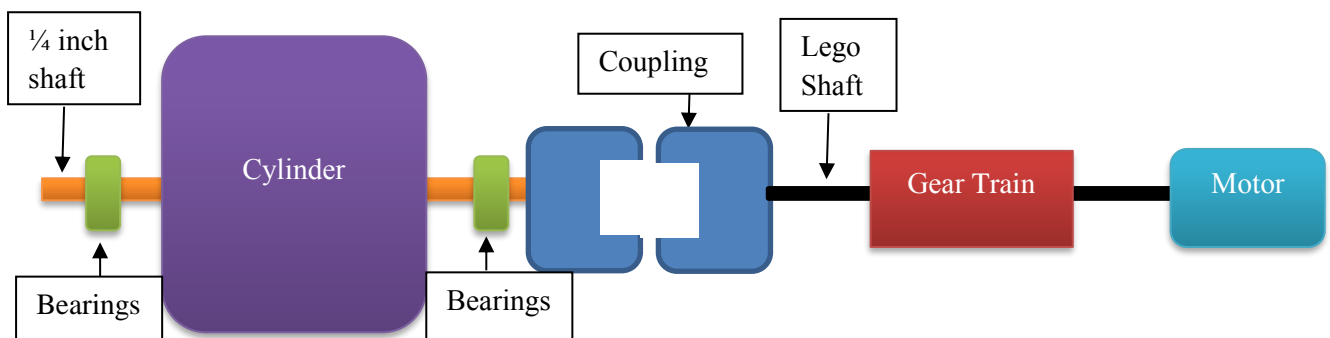 ¼ inch
shaft
Cylinder
Coupling
Lego
Shaft
Gear Train
Motor
Bearings
Bearings